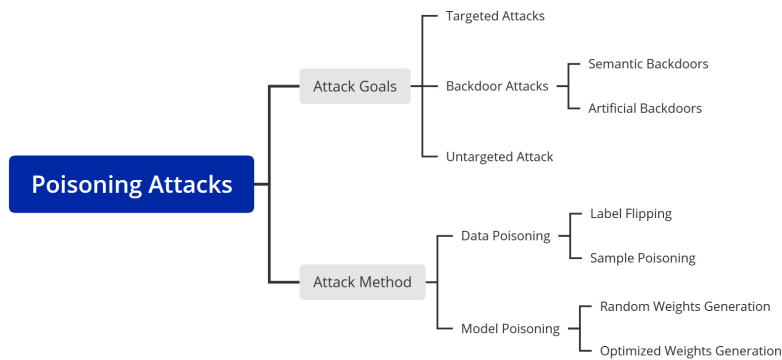 Poisoning Attacks
Attack Goals
Targeted Attacks
Backdoor Attacks
Semantic Backdoors
Artificial Backdoors
Untargeted Attack
Attack Method
Data Poisoning
Label Flipping
Sample Poisoning
Model Poisoning
Random Weights Generation
Optimized Weights Generation